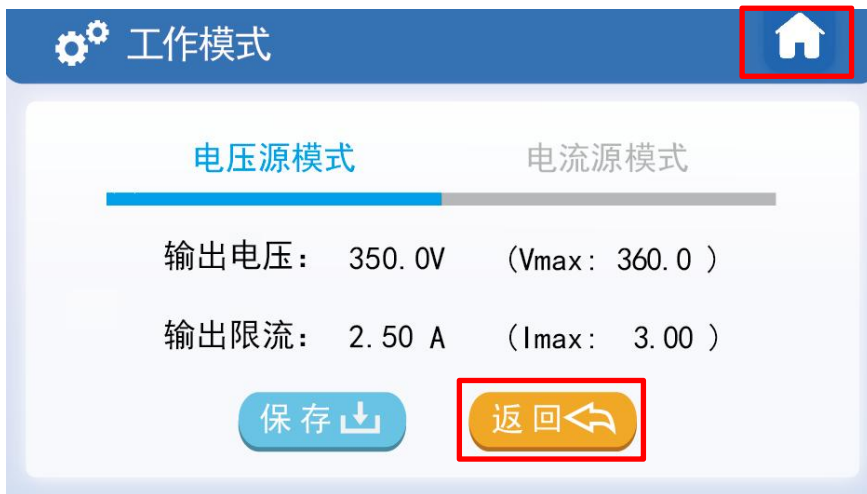 工作模式
电压源模式 电流源模式
输出电压： 350.0V （Vmax: 360.0 ）
输出限流： 2.50 A （Imax: 3.00 ）
保存 返回